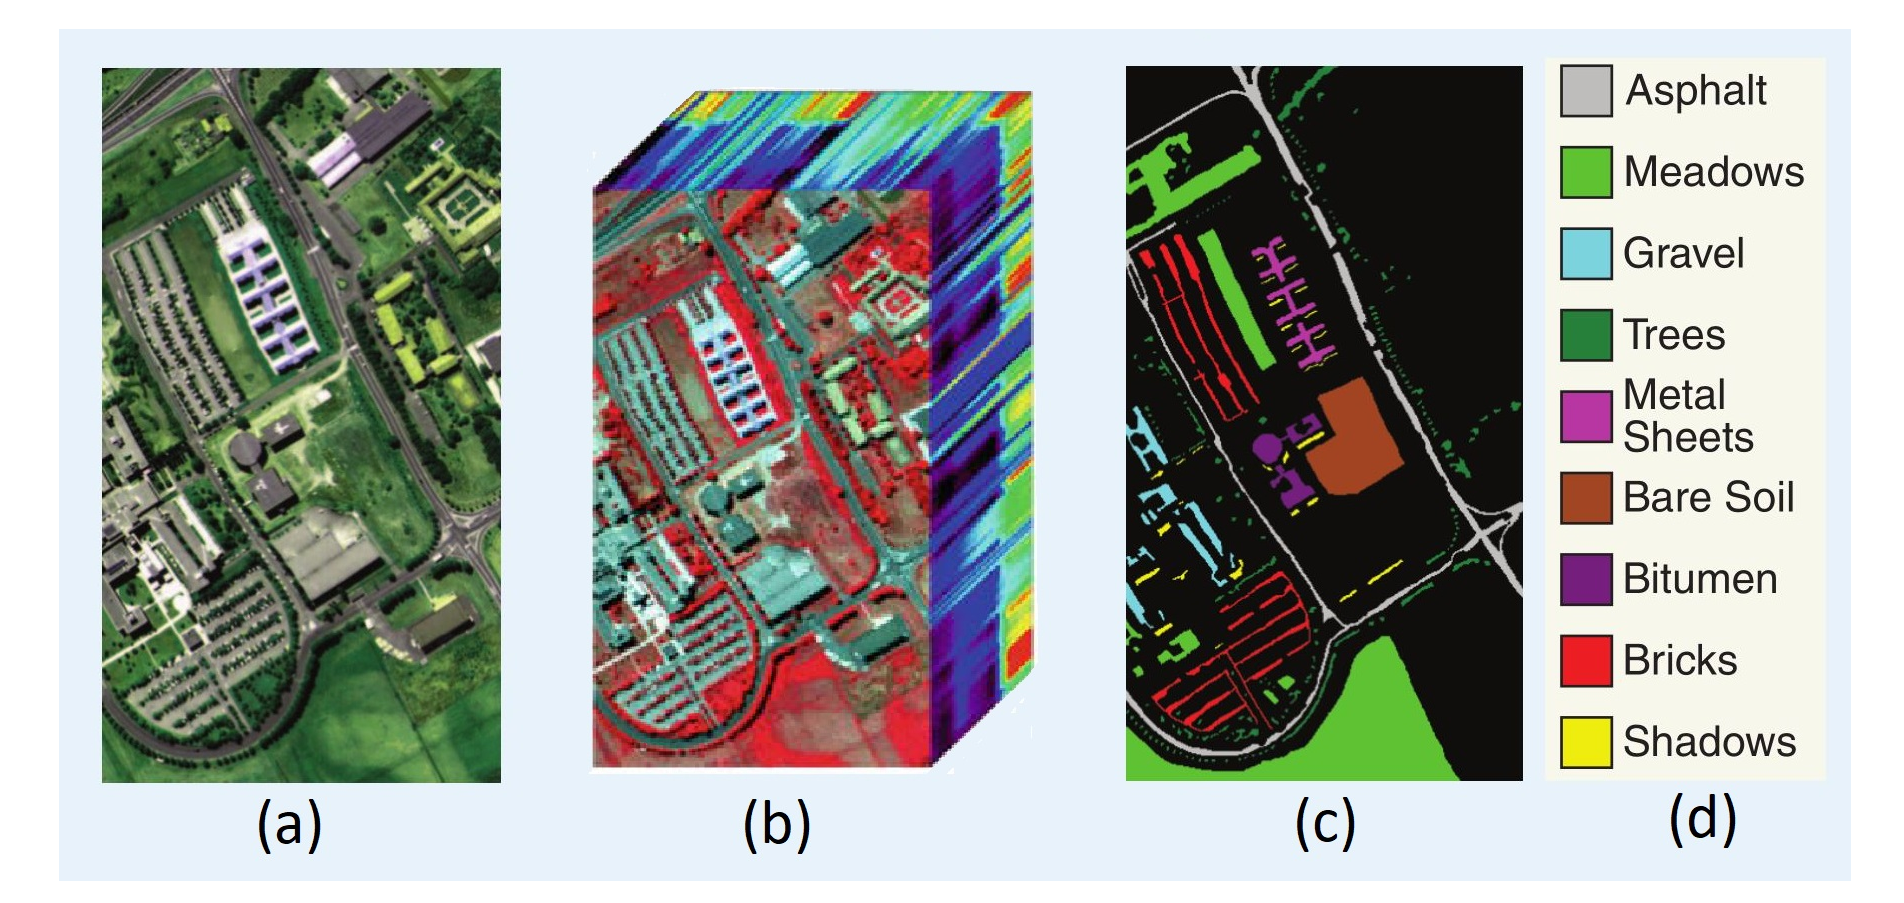 Asphalt
Meadows
Gravel
Trees
Metal
Sheets
Bare Soil
Bitumen
Bricks
Shadows
(a)
(b)
(c)
(d)